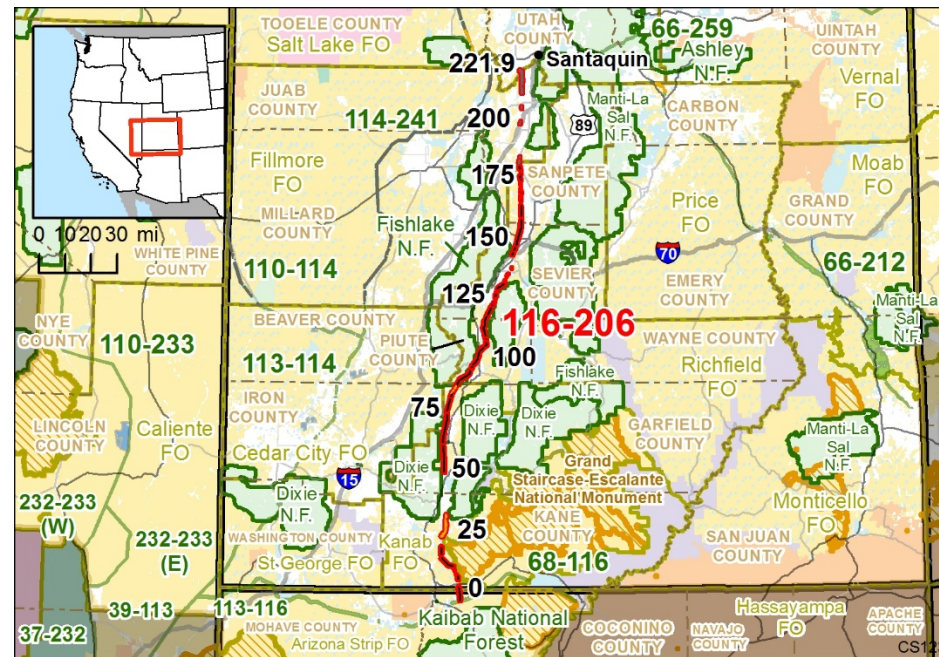 TOOELE COUNTY
Salt Lake FO
UTAH
COUNTY
66-259
Ashley
N.F.
UINTAH
COUNTY
Vernal
FO
221.9
Santaquin
JUAB
COUNTY
114-241
200
Manti-La
Sal
N.F.
89
CARBON
COUNTY
Fillmore
FO
175
SANPETE
COUNTY
Price
FO
Moab
FO
GRAND
COUNTY
MILLARD
COUNTY
Fishlake
N.F.
150
0 10 20 30 mi
WHITE PINE
COUNTY
110-114
125
SEVIER
COUNTY
70
EMERY
COUNTY
66-212
NYE
COUNTY
110-233
BEAVER COUNTY
116-206
Manti-La
Sal
N.F.
PIUTE
COUNTY
100
WAYNE COUNTY
113-114
Fishlake
N.F.
Richfield
FO
IRON
COUNTY
75
Dixie
N.F.
Dixie
N.F.
GARFIELD
COUNTY
LINCOLN
COUNTY
Caliente
FO
Cedar City FO
Manti-La
Sal
N.F.
15
Dixie
N.F.
50
Grand
Staircase-Escalante
National Monument
Dixie
N.F.
Monticello
FO
232-233
(W)
25
KANE
COUNTY
232-233
(E)
WASHINGTON COUNTY
St-George FO
Kanab
FO
68-116
SAN JUAN
COUNTY
0
39-113
113-116
37-232
MOHAVE COUNTY
Arizona Strip FO
Kaibab National
Forest
COCONINO
COUNTY
NAVAJO
COUNTY
Hassayampa
FO
APACHE
COUNTY
CS12